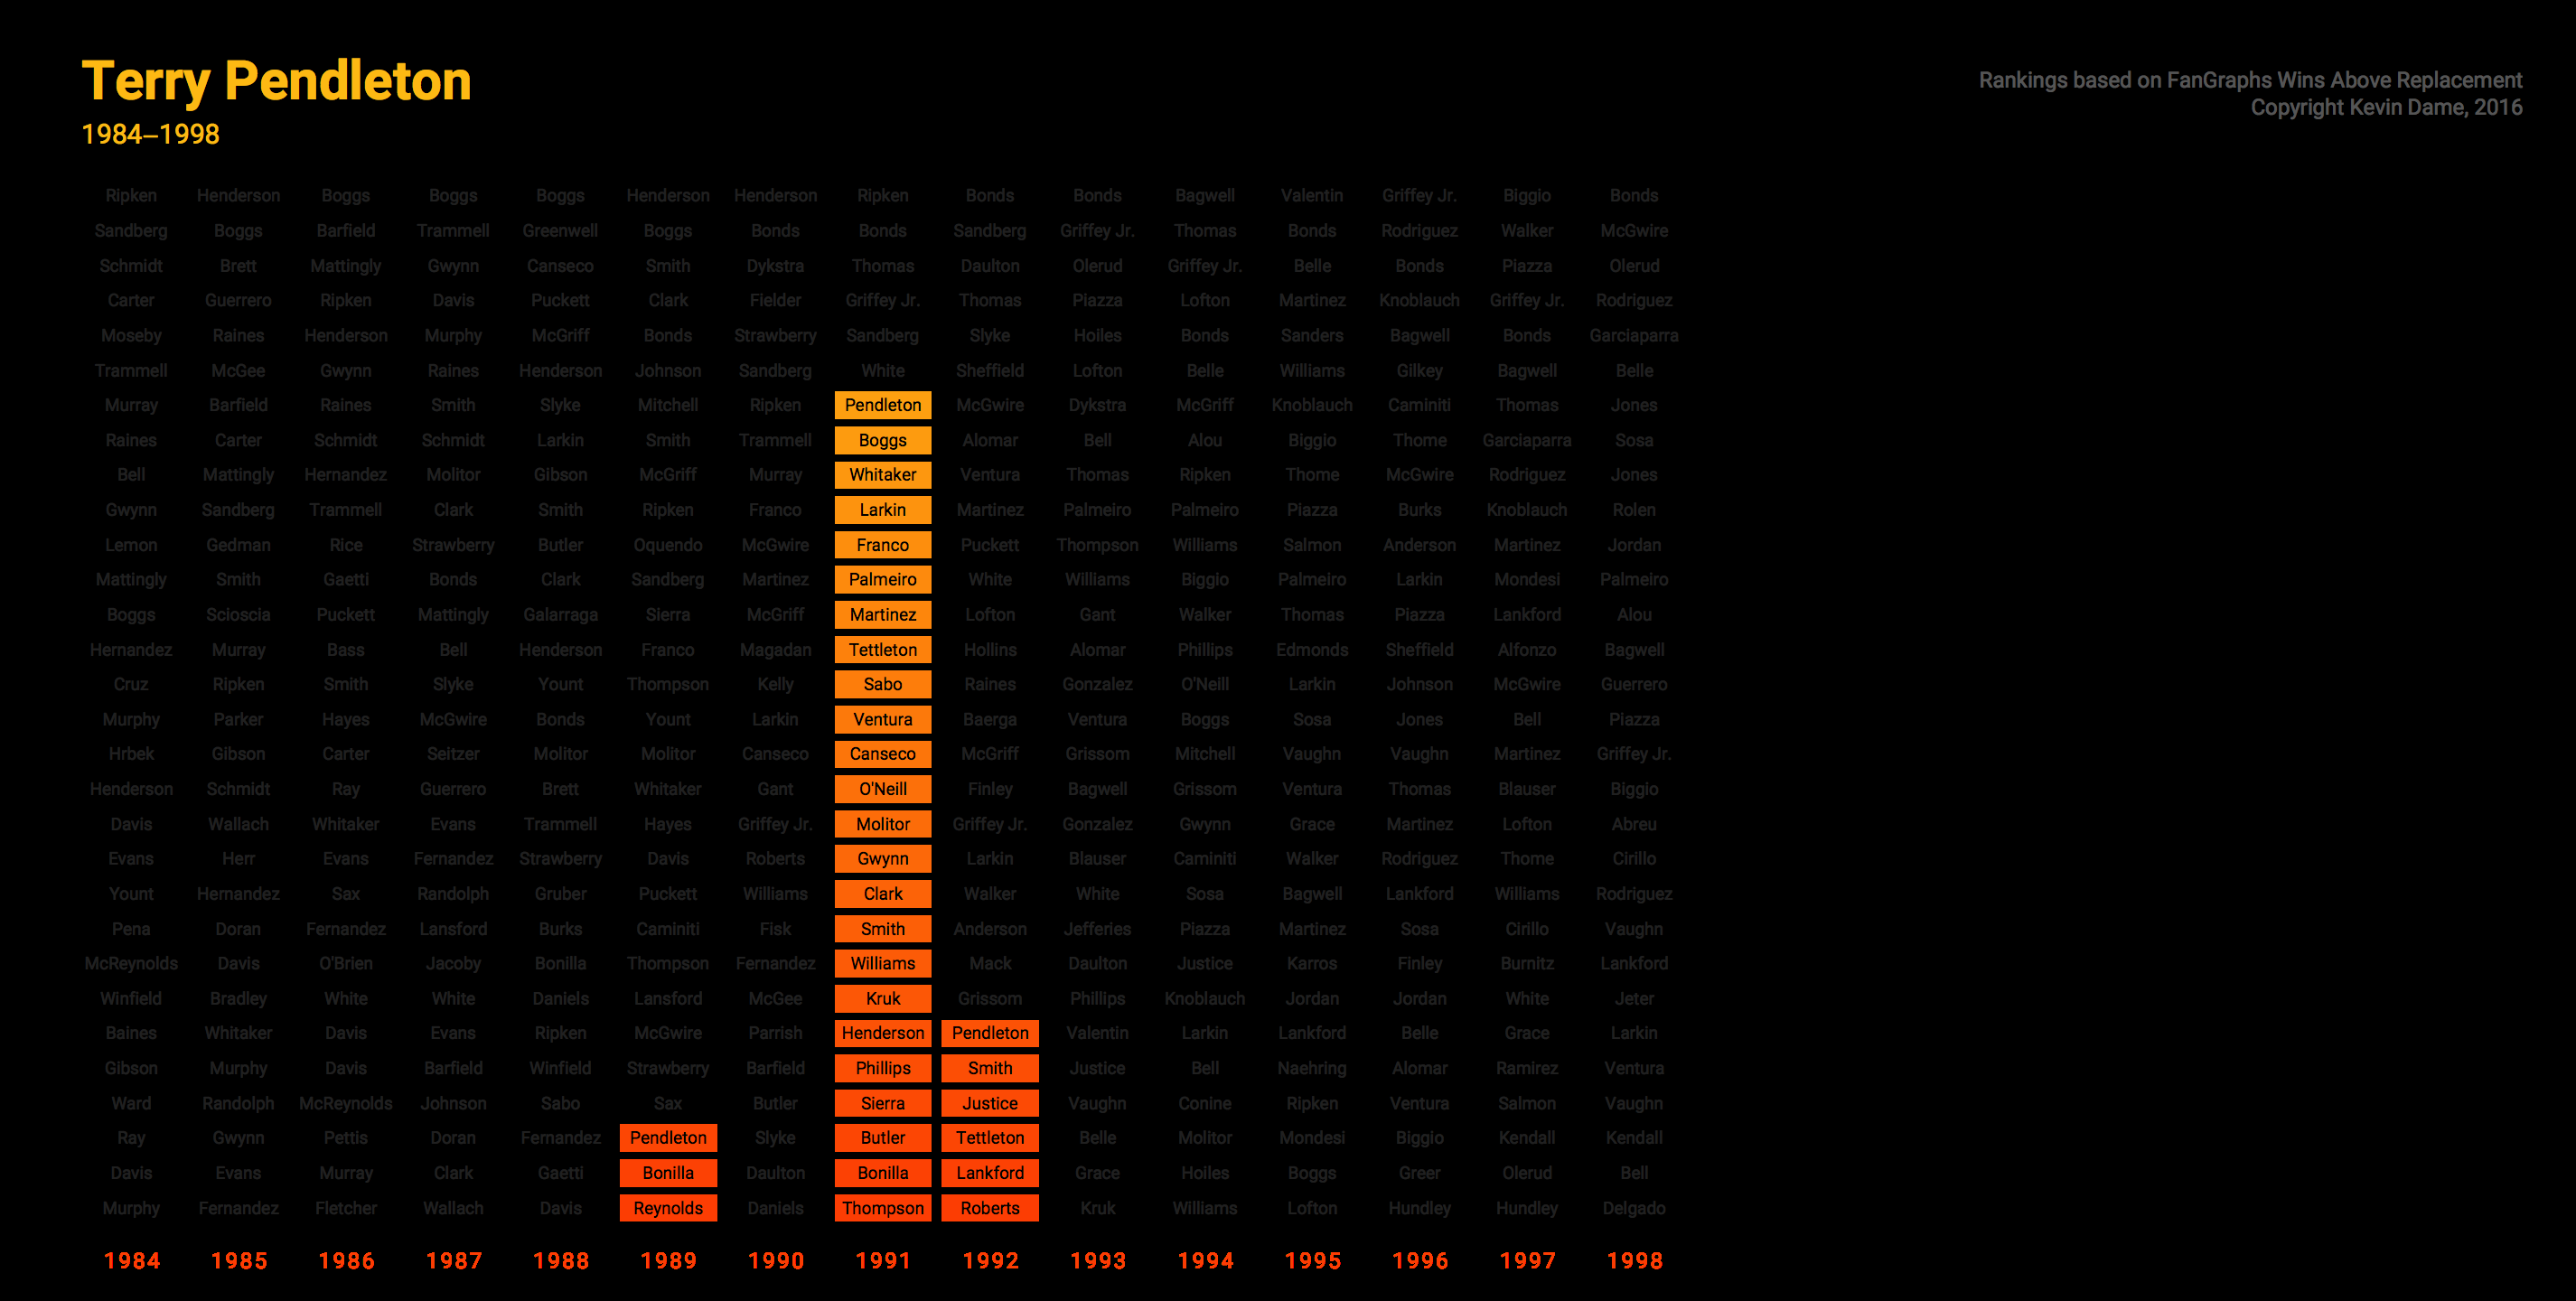 Terry Pendleton
1984–1998
Rankings based on FanGraphs Wins Above Replacement
Copyright Kevin Dame, 2016
Ripken Henderson Boggs Boggs Boggs Henderson Henderson Ripken Bonds Bonds Bagwell Valentin Griffey Jr. Biggio Bonds
Sandberg Boggs Barfield Trammell Greenwell Boggs Bonds Bonds Sandberg Griffey Jr. Thomas Bonds Rodriguez Walker McGwire
Schmidt Brett Mattingly Gwynn Canseco Smith Dykstra Thomas Daulton Olerud Griffey Jr. Belle Bonds Piazza Olerud
Carter Guerrero Ripken Davis Puckett Clark Fielder Griffey Jr. Thomas Piazza Lofton Martinez Knoblauch Griffey Jr. Rodriguez
Moseby Raines Henderson Murphy McGriff Bonds Strawberry Sandberg Slyke Hoiles Bonds Sanders Bagwell Bonds Garciaparra
Trammell McGee Gwynn Raines Henderson Johnson Sandberg White Sheffield Lofton Belle Williams Gilkey Bagwell Belle
Murray Barfield Raines Smith Slyke Mitchell Ripken Pendleton McGwire Dykstra McGriff Knoblauch Caminiti Thomas Jones
Raines Carter Schmidt Schmidt Larkin Smith Trammell Boggs Alomar Bell Alou Biggio Thome Garciaparra Sosa
Bell Mattingly Hernandez Molitor Gibson McGriff Murray Whitaker Ventura Thomas Ripken Thome McGwire Rodriguez Jones
Gwynn Sandberg Trammell Clark Smith Ripken Franco Larkin Martinez Palmeiro Palmeiro Piazza Burks Knoblauch Rolen
Lemon Gedman Rice Strawberry Butler Oquendo McGwire Franco Puckett Thompson Williams Salmon Anderson Martinez Jordan
Mattingly Smith Gaetti Bonds Clark Sandberg Martinez Palmeiro White Williams Biggio Palmeiro Larkin Mondesi Palmeiro
Boggs Scioscia Puckett Mattingly Galarraga Sierra McGriff Martinez Lofton Gant Walker Thomas Piazza Lankford Alou
Hernandez Murray Bass Bell Henderson Franco Magadan Tettleton Hollins Alomar Phillips Edmonds Sheffield Alfonzo Bagwell
Cruz Ripken Smith Slyke Yount Thompson Kelly Sabo Raines Gonzalez O'Neill Larkin Johnson McGwire Guerrero
Murphy Parker Hayes McGwire Bonds Yount Larkin Ventura Baerga Ventura Boggs Sosa Jones Bell Piazza
Hrbek Gibson Carter Seitzer Molitor Molitor Canseco Canseco McGriff Grissom Mitchell Vaughn Vaughn Martinez Griffey Jr.
Henderson Schmidt Ray Guerrero Brett Whitaker Gant O'Neill Finley Bagwell Grissom Ventura Thomas Blauser Biggio
Davis Wallach Whitaker Evans Trammell Hayes Griffey Jr. Molitor Griffey Jr. Gonzalez Gwynn Grace Martinez Lofton Abreu
Evans Herr Evans Fernandez Strawberry Davis Roberts Gwynn Larkin Blauser Caminiti Walker Rodriguez Thome Cirillo
Yount Hernandez Sax Randolph Gruber Puckett Williams Clark Walker White Sosa Bagwell Lankford Williams Rodriguez
Pena Doran Fernandez Lansford Burks Caminiti Fisk Smith Anderson Jefferies Piazza Martinez Sosa Cirillo Vaughn
McReynolds Davis O'Brien Jacoby Bonilla Thompson Fernandez Williams Mack Daulton Justice Karros Finley Burnitz Lankford
Winfield Bradley White White Daniels Lansford McGee Kruk Grissom Phillips Knoblauch Jordan Jordan White Jeter
Baines Whitaker Davis Evans Ripken McGwire Parrish Henderson Pendleton Valentin Larkin Lankford Belle Grace Larkin
Gibson Murphy Davis Barfield Winfield Strawberry Barfield Phillips Smith Justice Bell Naehring Alomar Ramirez Ventura
Ward Randolph McReynolds Johnson Sabo Sax Butler Sierra Justice Vaughn Conine Ripken Ventura Salmon Vaughn
Ray Gwynn Pettis Doran Fernandez Pendleton Slyke Butler Tettleton Belle Molitor Mondesi Biggio Kendall Kendall
Davis Evans Murray Clark Gaetti Bonilla Daulton Bonilla Lankford Grace Hoiles Boggs Greer Olerud Bell
Murphy Fernandez Fletcher Wallach Davis Reynolds Daniels Thompson Roberts Kruk Williams Lofton Hundley Hundley Delgado
1984 1985 1986 1987 1988 1989 1990 1991 1992 1993 1994 1995 1996 1997 1998